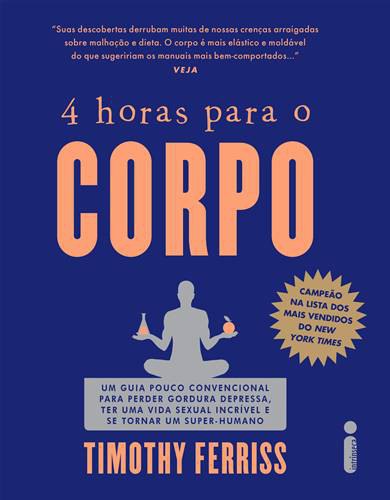 “Suas descobertas derrubam muitas de nossas crenças arraigadas
sobre malhação e dieta. O corpo é mais elástico e moldável
do que sugeririam os manuais mais bem-comportados...”
VEJA
4 horas para o
CORPO
CAMPEÃO
NA LISTA DOS
MAIS VENDIDOS
DO NEW
YORK TIMES
UM GUIA POUCO CONVENCIONAL
PARA PERDER GORDURA DEPRESSA,
TER UMA VIDA SEXUAL INCRÍVEL E
SE TORNAR UM SUPER-HUMANO
TIMOTHY FERRISS
intrínseca